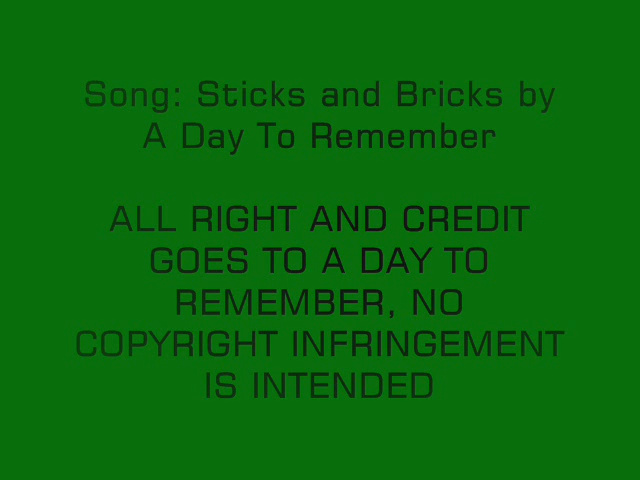 Song: Sticks and Bricks by
A Day To Remember
ALL RIGHT AND CREDIT
GOES TO A DAY TO
REMEMBER, NO
COPYRIGHT INFRINGEMENT
IS INTENDED